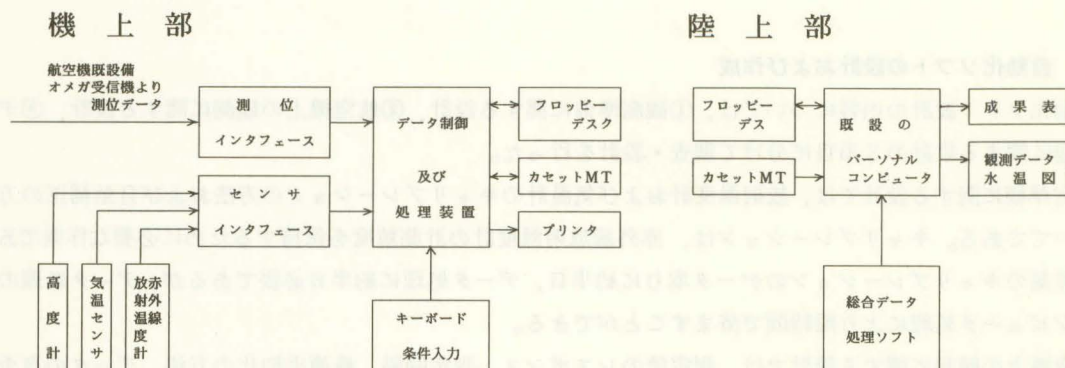 機上部
航空機既設備
オメガ受信機より
測位データ
測位
インタフェース
センサ
インタフェース
高度計
気温センサ
赤外線
放射温度計
データ制御
及び
処理装置
フロッピー
デスク
カセットMT
プリンタ
キーボード
条件入力
陸上部
フロッピー
デス
カセットMT
既設の
パーソナル
コンピュータ
成果表
観測データ
水温図
総合データ
処理ソフト